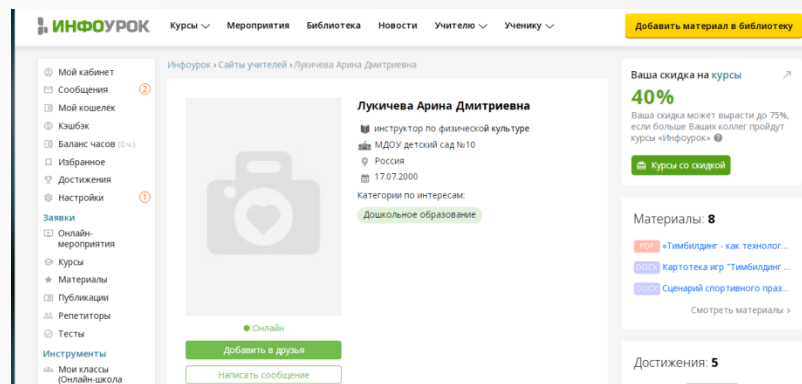 ИНФОУРОК
Курсы Мероприятия Библиотека Новости Учителю Ученику
Добавить материал в библиотеку
Мой кабинет
Сообщения 2
Мой кошелёк
Кэшбэк
Баланс часов (0 ч.)
Избранное
Достижения
Настройки 1
Заявки
Онлайн-
мероприятия
Курсы
Материалы
Публикации
Репетиторы
Тесты
Инструменты
Мои классы
(Онлайн-школа
Инфоурок › Сайты учителей › Лукичева Арина Дмитриевна
Лукичева Арина Дмитриевна
инструктор по физической культуре
МДОУ детский сад №10
Россия
17.07.2000
Категории по интересам:
Дошкольное образование
Онлайн
Добавить в друзья
Написать сообщение
Ваша скидка на курсы
40%
Ваша скидка может вырасти до 75%,
если больше Ваших коллег пройдут
курсы «Инфоурок»
Курсы со скидкой
Материалы: 8
PDF «Тимбилдинг - как технолог...
DOCX Картотека игр "Тимбилдинг ...
DOCX Сценарий спортивного праз...
Смотреть материалы >
Достижения: 5